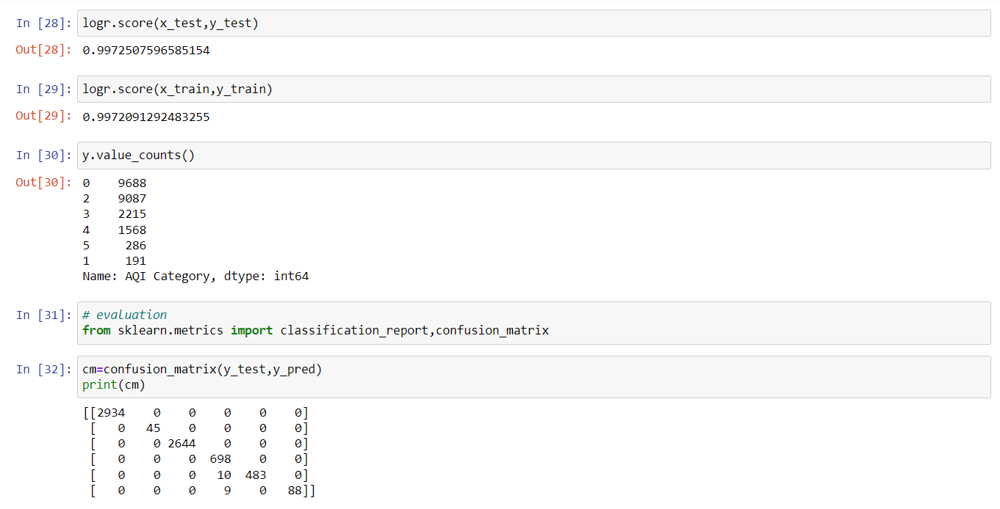 In [28]: logr.score(x_test,y_test)
Out[28]: 0.9972507596585154
In [29]: logr.score(x_train,y_train)
Out[29]: 0.9972091292483255
In [30]: y.value_counts()
Out[30]: 0    9688
2    9087
3    2215
4    1568
5     286
1     191
Name: AQI Category, dtype: int64
In [31]: # evaluation
from sklearn.metrics import classification_report,confusion_matrix
In [32]: cm=confusion_matrix(y_test,y_pred)
print(cm)
[[2934    0    0    0    0    0]
[   0   45    0    0    0    0]
[   0    0 2644    0    0    0]
[   0    0    0  698    0    0]
[   0    0    0   10  483    0]
[   0    0    0    9    0   88]]